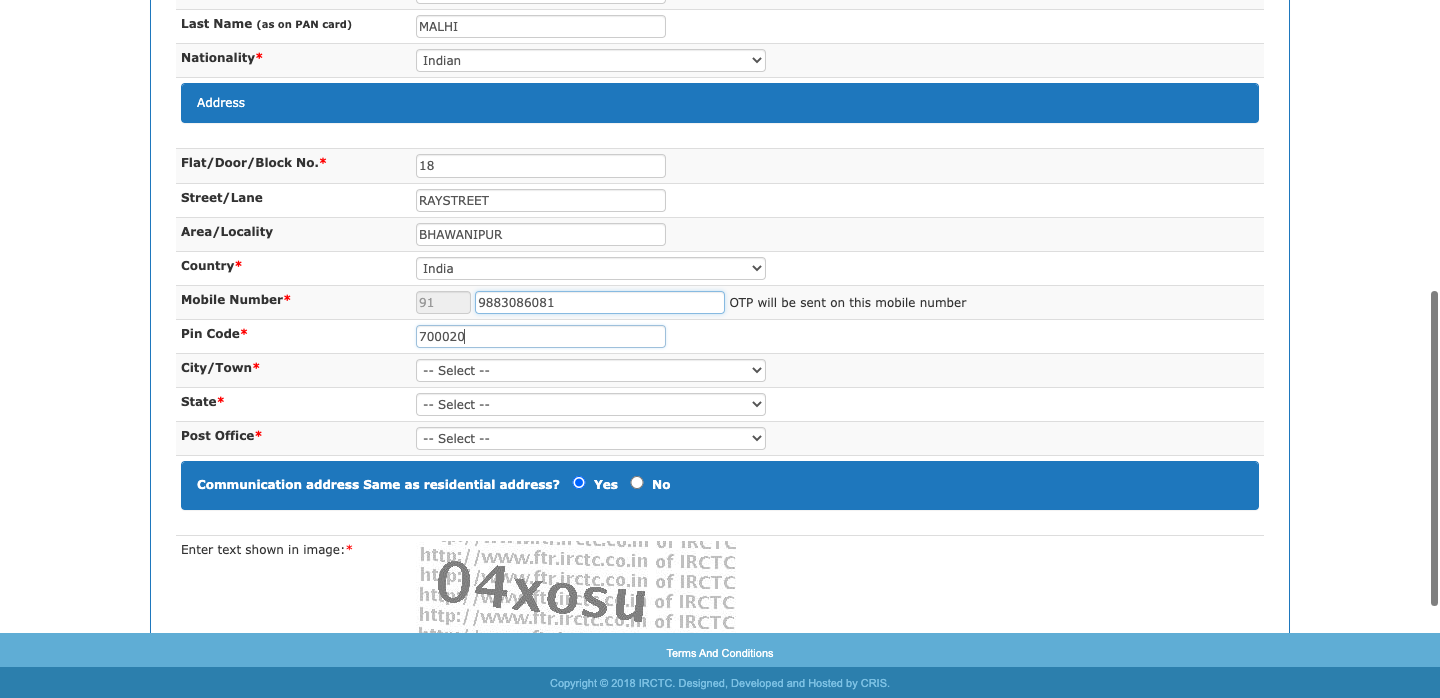 Last Name (as on PAN card) MALHI
Nationality* Indian
Address
Flat/Door/Block No.* 18
Street/Lane RAYSTREET
Area/Locality BHAWANIPUR
Country* India
Mobile Number* 91 9883086081 OTP will be sent on this mobile number
Pin Code* 700020
City/Town* -- Select --
State* -- Select --
Post Office* -- Select --
Communication address Same as residential address? Yes No
Enter text shown in image:*
http://www.ftr.irctc.co.in of IRCTC
http://www.ftr.irctc.co.in of IRCTC
04xosu
http://www.ftr.irctc.co.in of IRCTC
http://www.ftr.irctc.co.in of IRCTC
Terms And Conditions
Copyright © 2018 IRCTC. Designed, Developed and Hosted by CRIS.